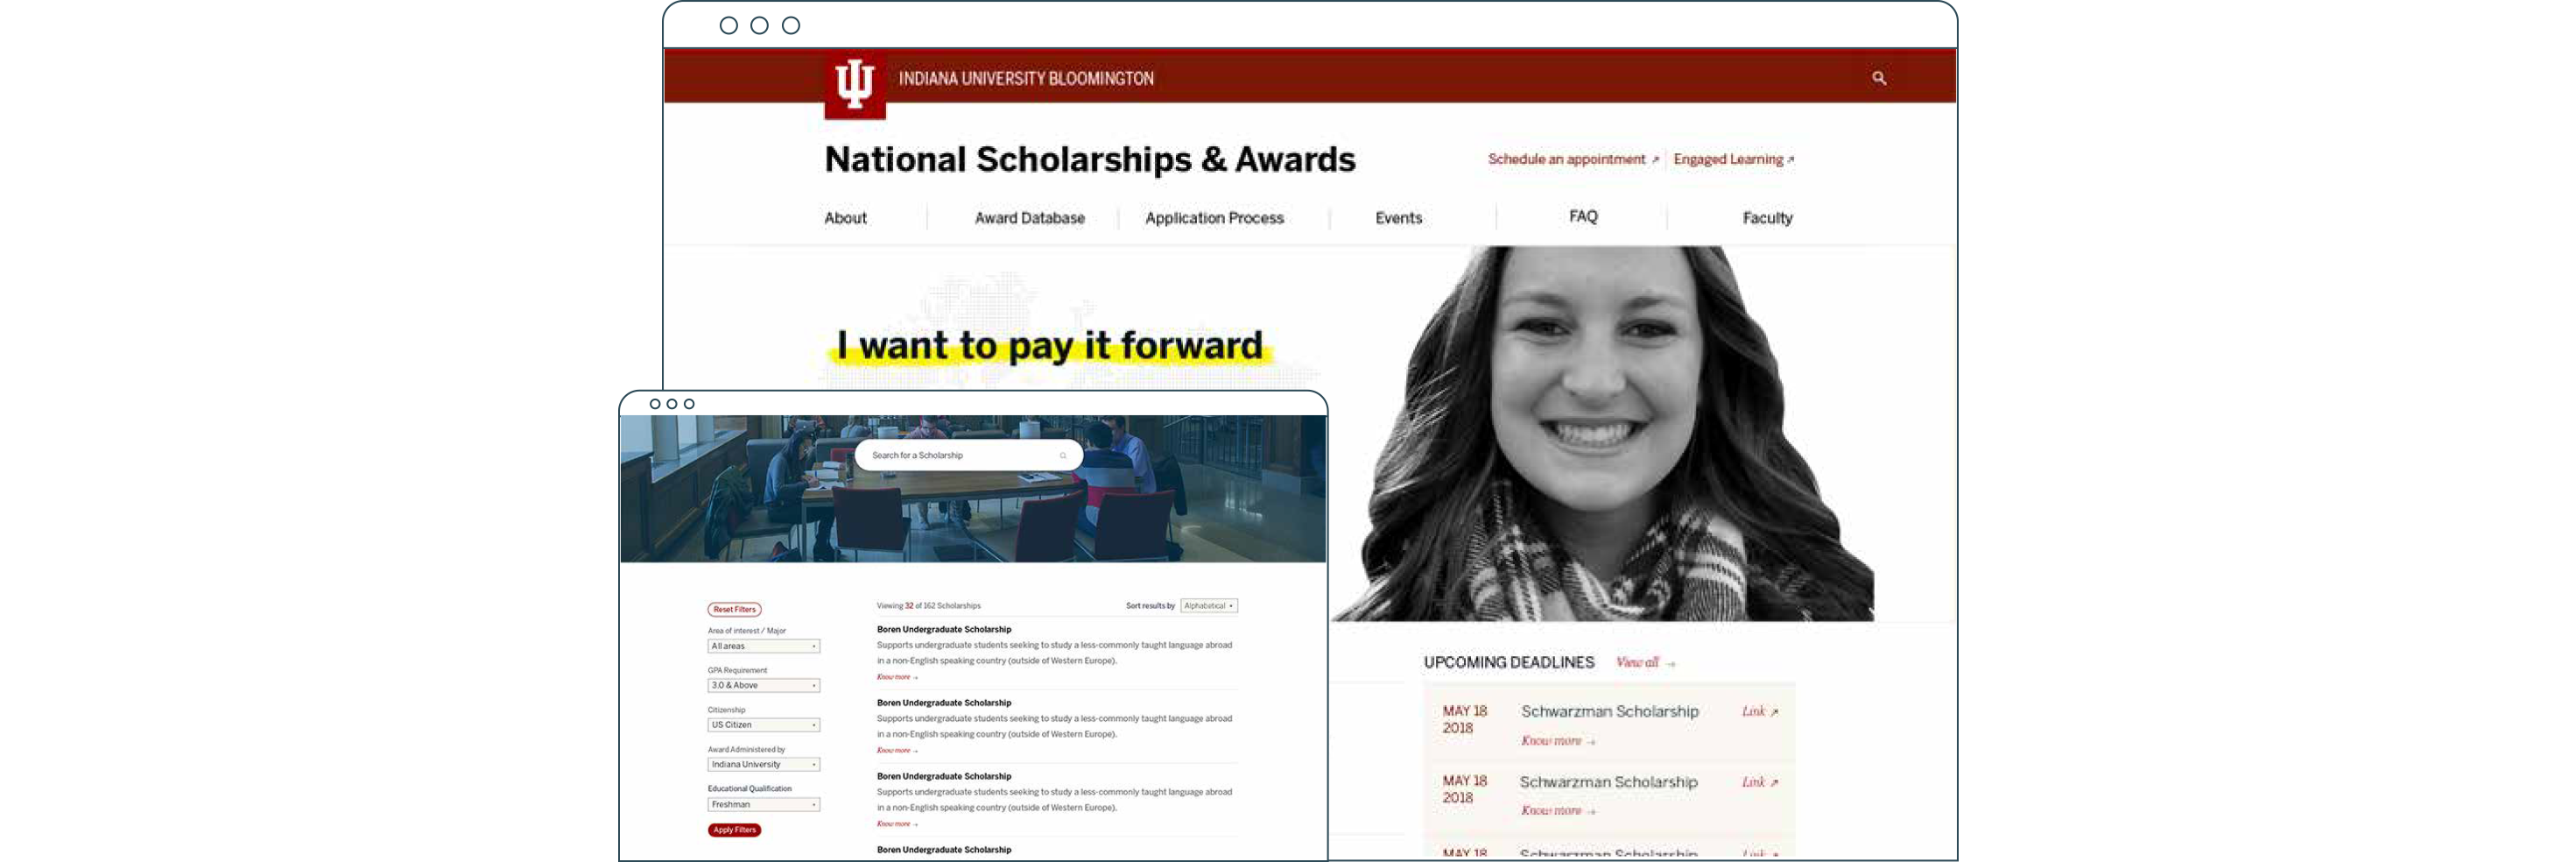 INDIANA UNIVERSITY BLOOMINGTON
National Scholarships & Awards
Schedule an appointment ↗ Engaged Learning ↗
About Award Database Application Process Events FAQ Faculty
I want to pay it forward
Search for a Scholarship
Reset Filters
Area of interest / Major
All areas
GPA Requirement
3.0 & Above
Citizenship
US Citizen
Award Administered by
Indiana University
Educational Qualification
Freshman
Apply Filters
Viewing 32 of 162 Scholarships
Sort results by Alphabetical
Boren Undergraduate Scholarship
Supports undergraduate students seeking to study a less-commonly taught language abroad
in a non-English speaking country (outside of Western Europe).
Know more →
Boren Undergraduate Scholarship
Supports undergraduate students seeking to study a less-commonly taught language abroad
in a non-English speaking country (outside of Western Europe).
Know more →
Boren Undergraduate Scholarship
Supports undergraduate students seeking to study a less-commonly taught language abroad
in a non-English speaking country (outside of Western Europe).
Know more →
Boren Undergraduate Scholarship
UPCOMING DEADLINES View all →
MAY 18 Schwarzman Scholarship Link ↗
2018
Know more →
MAY 18 Schwarzman Scholarship Link ↗
2018
Know more →
MAY 18 Schwarzman Scholarship Link ↗